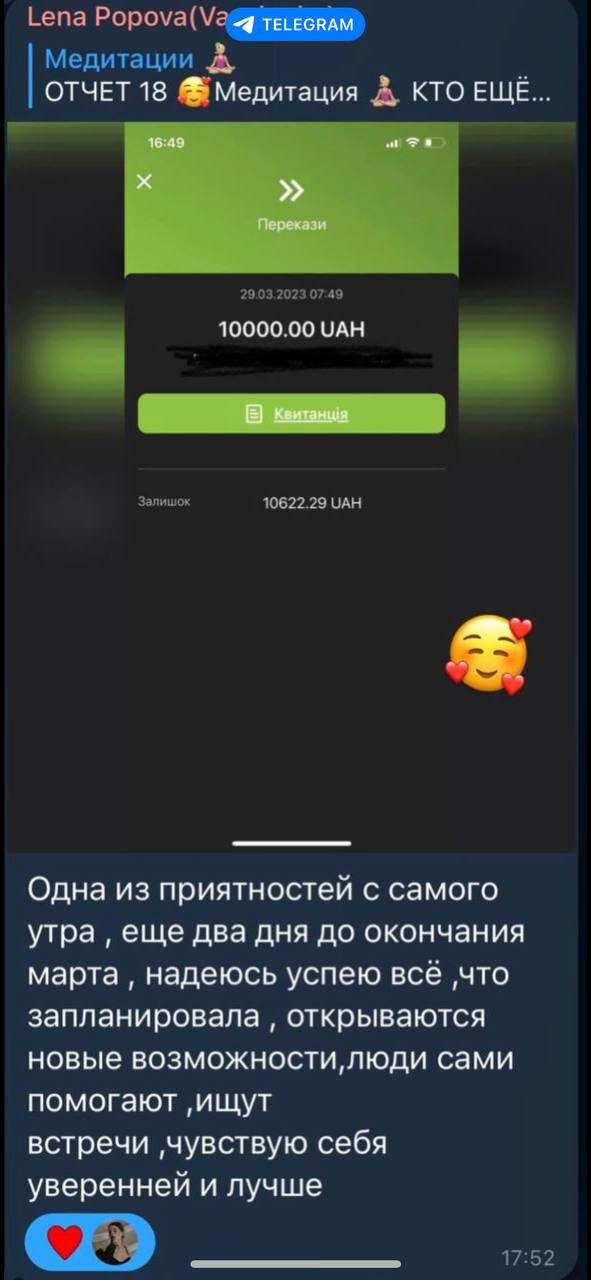 Lena Popova(Va
TELEGRAM
Медитации 🧘🏼‍♀️
ОТЧЕТ 18 🥰Медитация 🧘🏼‍♀️ КТО ЕЩЁ...
16:49
Перекази
29.03.2023 07:49
10000.00 UAH
Квитанція
Залишок 10622.29 UAH
Одна из приятностей с самого
утра , еще два дня до окончания
марта , надеюсь успею всё ,что
запланировала , открываются
новые возможности,люди сами
помогают ,ищут
встречи ,чувствую себя
уверенней и лучше
17:52